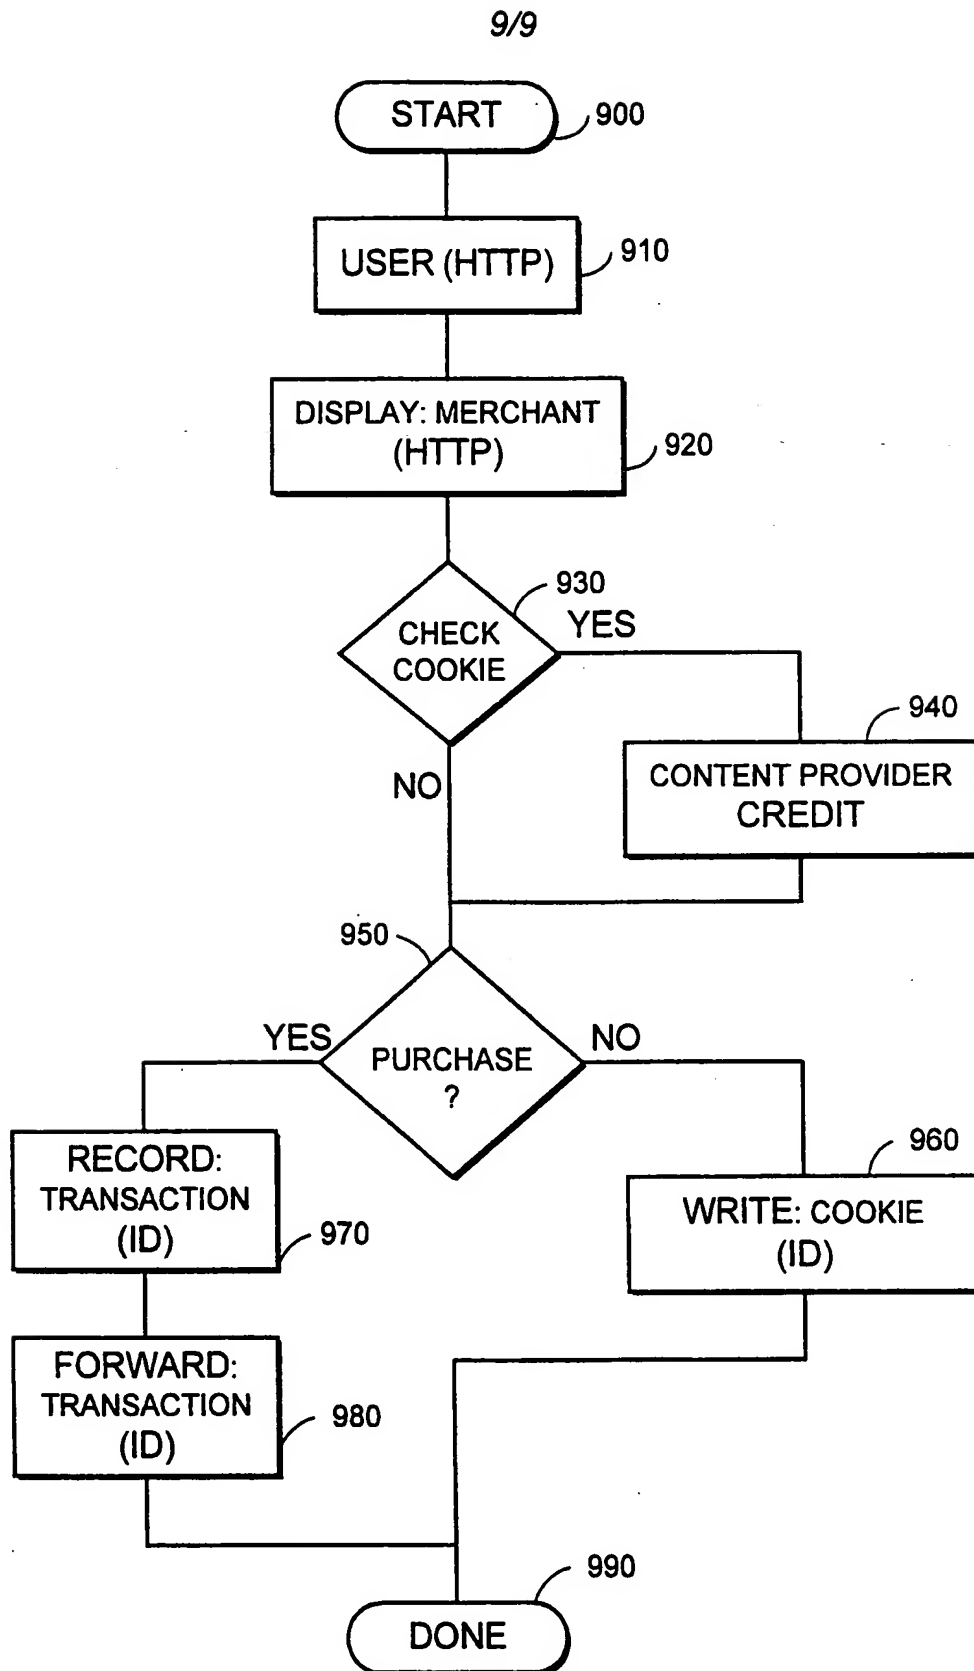 9/9
START
900
USER (HTTP)
910
DISPLAY: MERCHANT
(HTTP)
920
930
CHECK
COOKIE
YES
NO
940
CONTENT PROVIDER
CREDIT
950
YES
PURCHASE
?
NO
RECORD:
TRANSACTION
(ID)
970
960
WRITE: COOKIE
(ID)
FORWARD:
TRANSACTION
(ID)
980
990
DONE